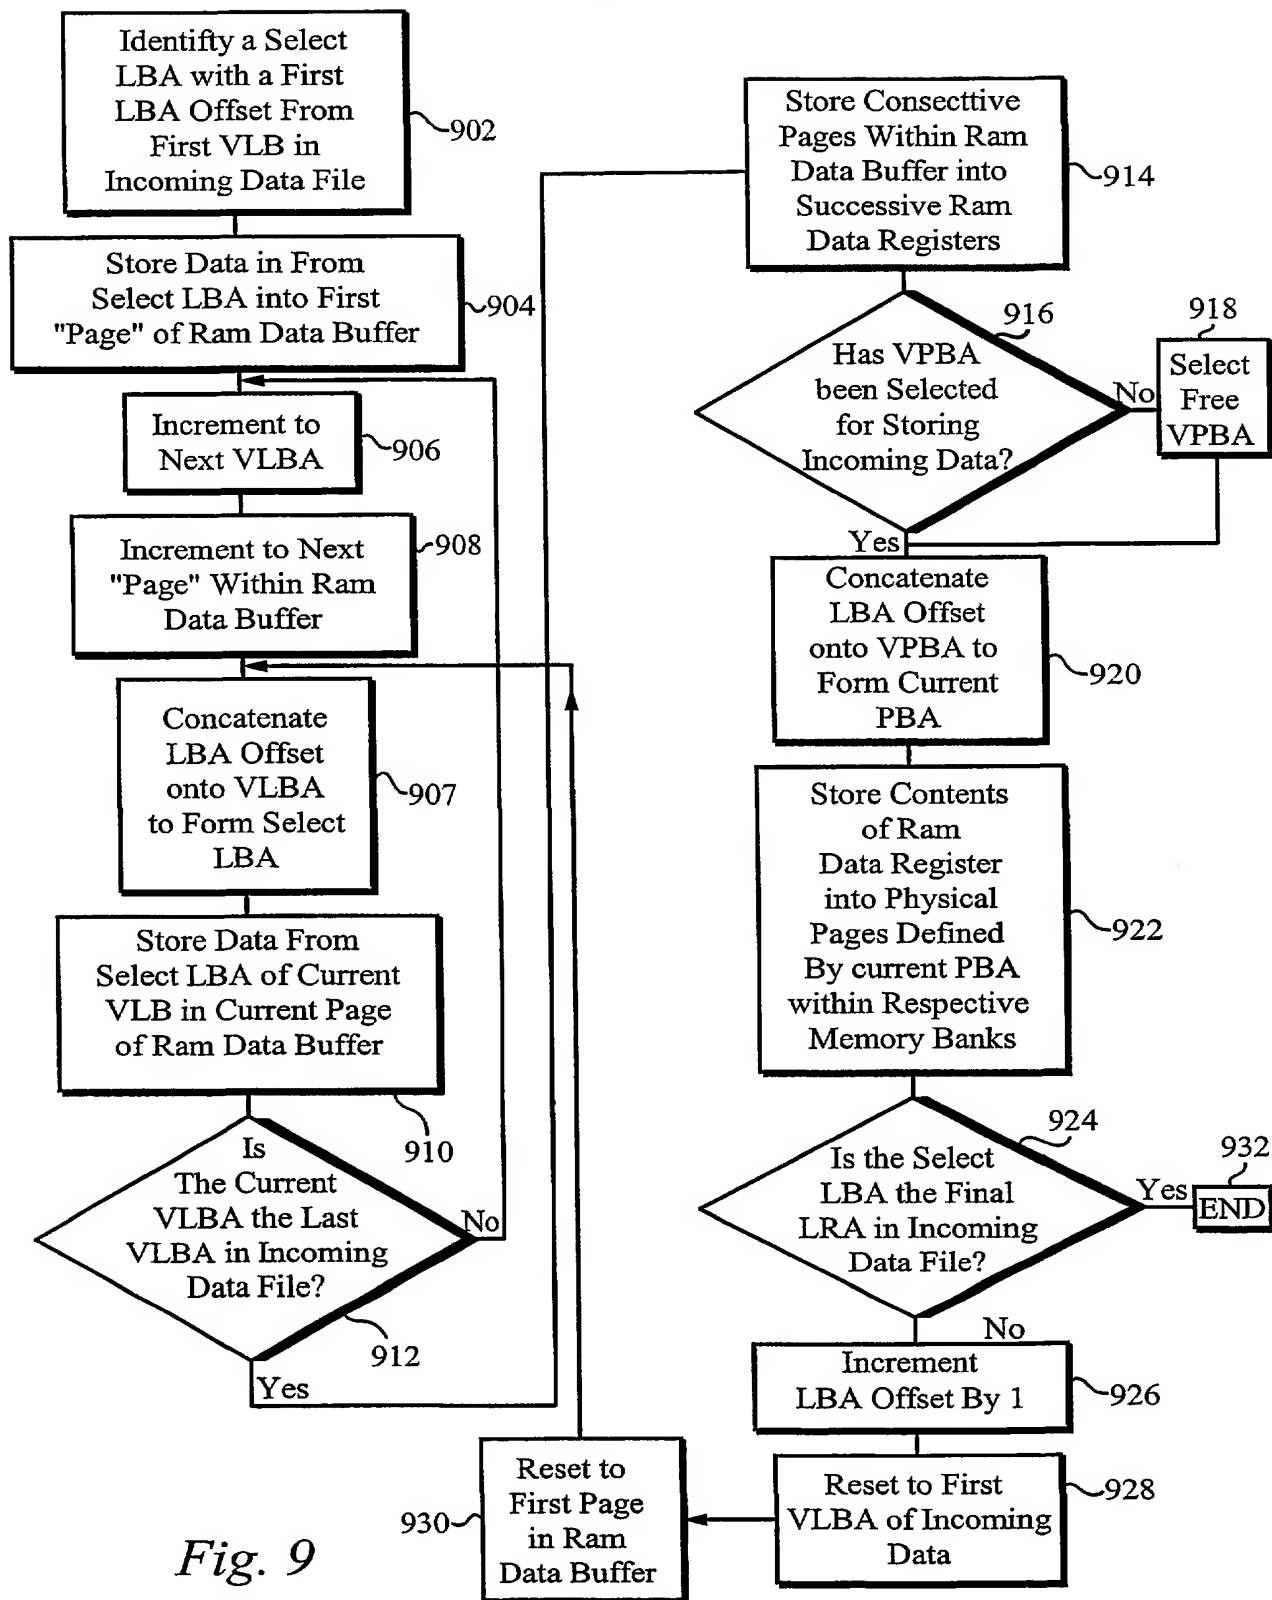 Identifty a Select
LBA with a First
LBA Offset From
First VLB in
Incoming Data File
902
Store Data in From
Select LBA into First
"Page" of Ram Data Buffer
904
Increment to
Next VLBA
906
Increment to Next
"Page" Within Ram
Data Buffer
908
Concatenate
LBA Offset
onto VLBA
to Form Select
LBA
907
Store Data From
Select LBA of Current
VLB in Current Page
of Ram Data Buffer
910
Is
The Current
VLBA the Last
VLBA in Incoming
Data File?
No
912
Yes
Store Consecttive
Pages Within Ram
Data Buffer into
Successive Ram
Data Registers
914
Has VPBA
been Selected
for Storing
Incoming Data?
916
No
918
Select
Free
VPBA
Yes
Concatenate
LBA Offset
onto VPBA to
Form Current
PBA
920
Store Contents
of Ram
Data Register
into Physical
Pages Defined
By current PBA
within Respective
Memory Banks
922
Is the Select
LBA the Final
LRA in Incoming
Data File?
924
Yes
932
END
No
Increment
LBA Offset By 1
926
Reset to First
VLBA of Incoming
Data
928
Reset to
First Page
in Ram
Data Buffer
930
Fig. 9